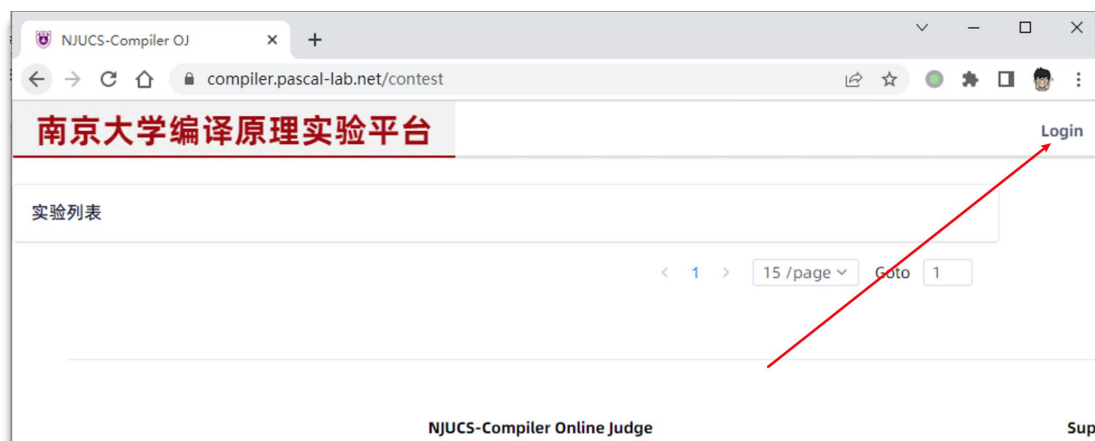 NJUCS-Compiler OJ
compiler.pascal-lab.net/contest
南京大学编译原理实验平台
Login
实验列表
1
15 /page
Goto
1
NJUCS-Compiler Online Judge
Sup